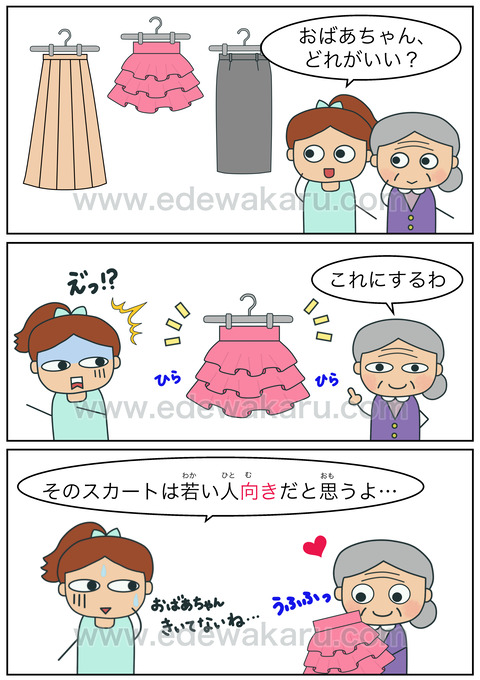 おばあちゃん、
どれがいい？
www.edewakaru.com
えっ!?
これにするわ
ひら
ひら
www.edewakaru.com
わか ひと む おも
そのスカートは若い人向きだと思うよ…
おばあちゃん
きいてないね…
うふふっ
www.edewakaru.com